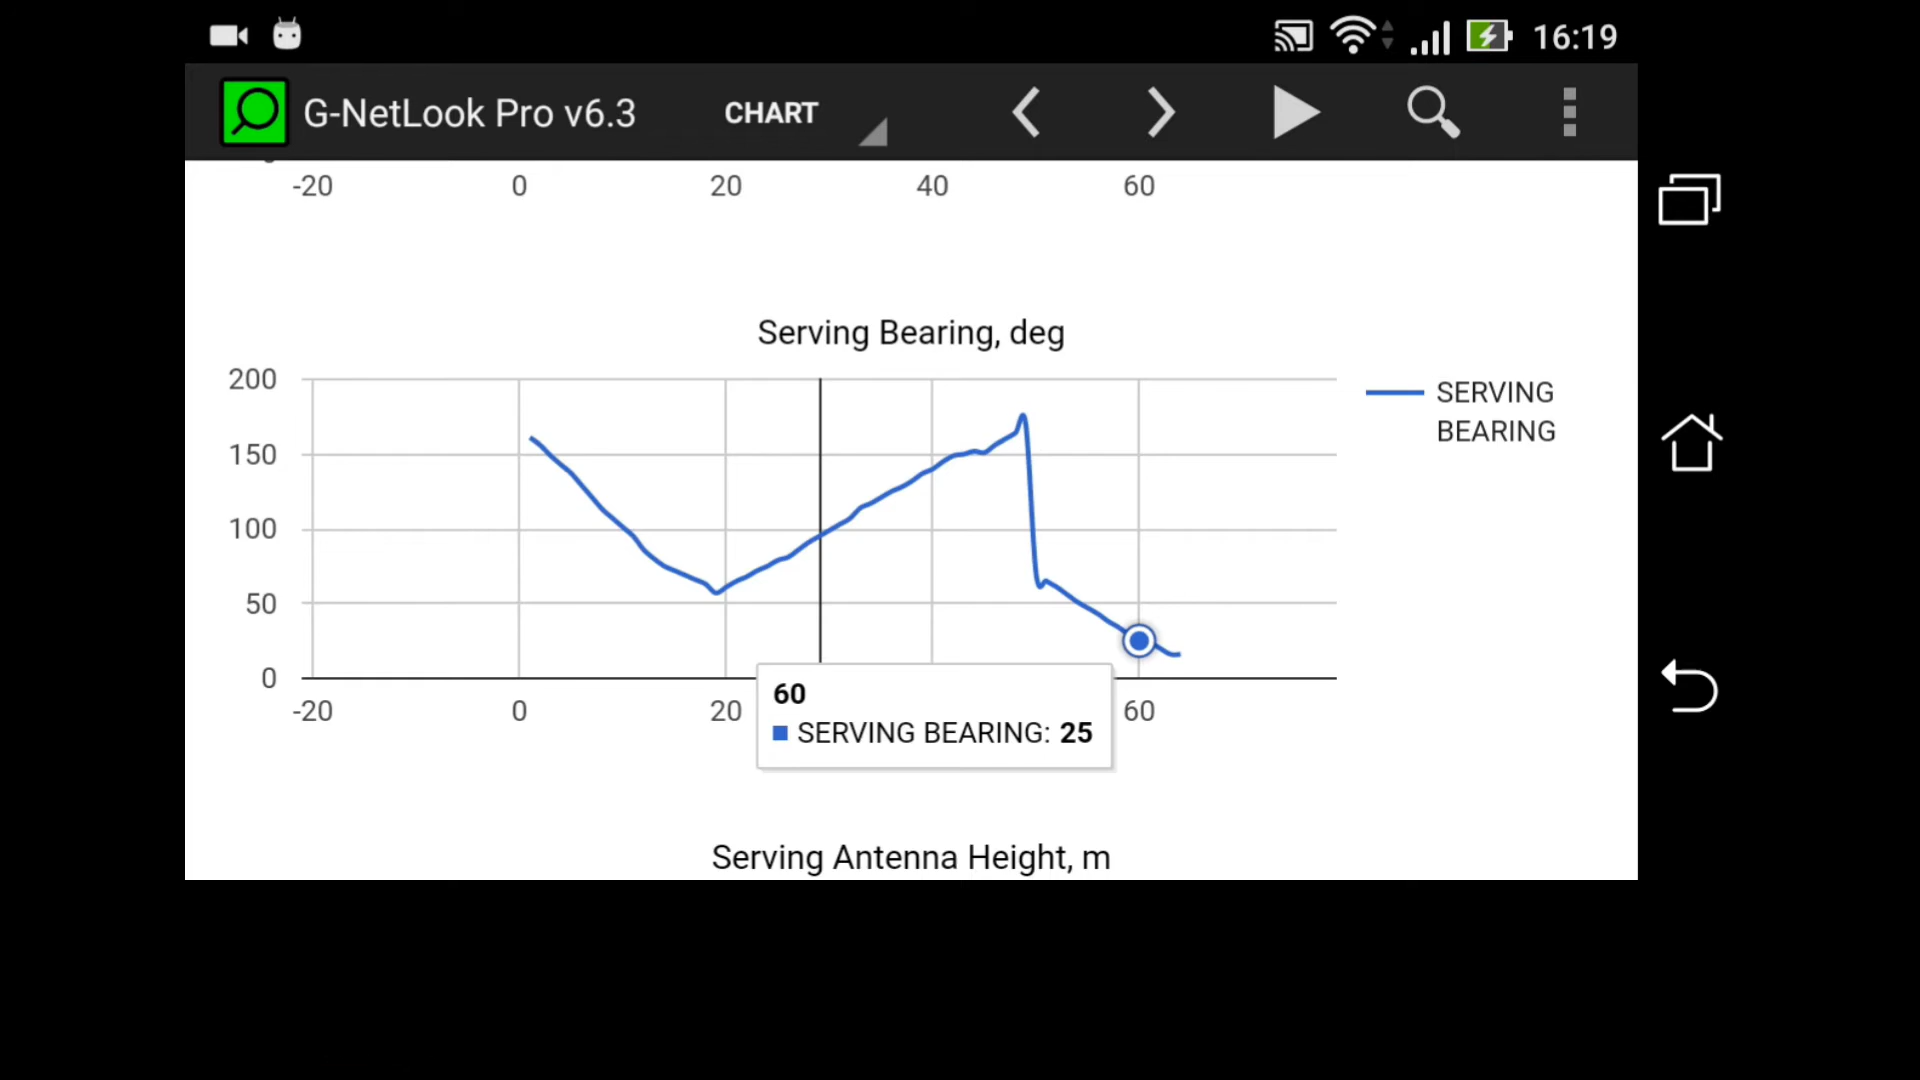 16:19
G-NetLook Pro v6.3 CHART
-20 0 20 40 60
Serving Bearing, deg
200
150
100
50
0
SERVING
BEARING
-20 0 20 60
60
SERVING BEARING: 25
Serving Antenna Height, m